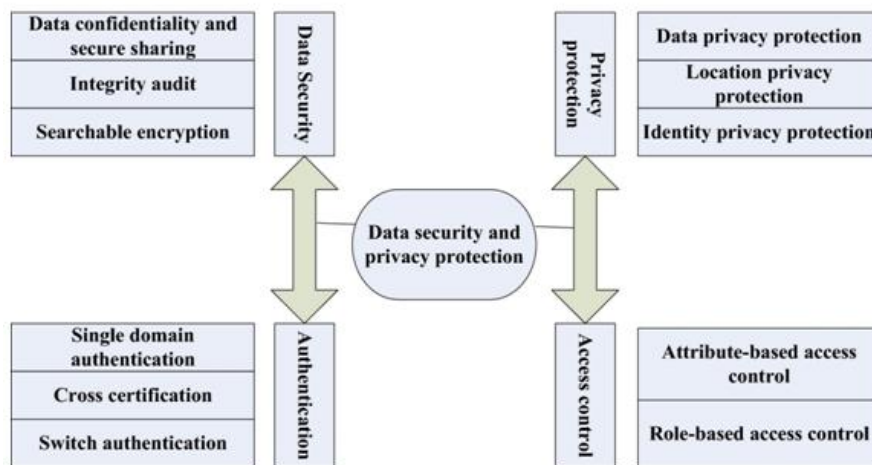 Data confidentiality and
secure sharing
Integrity audit
Searchable encryption
Data Security
Privacy
protection
Data privacy protection
Location privacy
protection
Identity privacy protection
Data security and
privacy protection
Single domain
authentication
Cross certification
Switch authentication
Authentication
Access control
Attribute-based access
control
Role-based access control